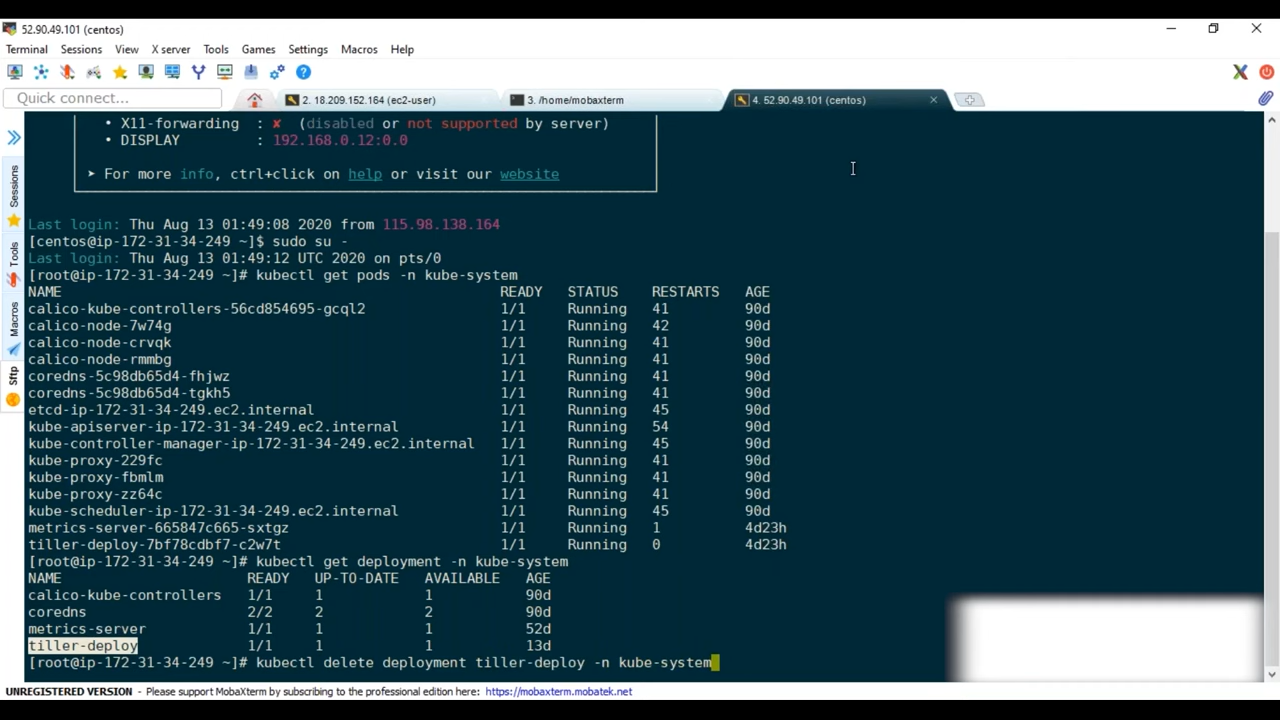 52.90.49.101 (centos)
Terminal Sessions View X server Tools Games Settings Macros Help
Quick connect...
2. 18.209.152.164 (ec2-user)
3. /home/mobaxterm
4. 52.90.49.101 (centos)
Sessions
Tools
Macros
Sftp
• X11-forwarding : ✘ (disabled or not supported by server)
• DISPLAY : 192.168.0.12:0.0
➤ For more info, ctrl+click on help or visit our website
Last login: Thu Aug 13 01:49:08 2020 from 115.98.138.164
[centos@ip-172-31-34-249 ~]$ sudo su -
Last login: Thu Aug 13 01:49:12 UTC 2020 on pts/0
[root@ip-172-31-34-249 ~]# kubectl get pods -n kube-system
NAME READY STATUS RESTARTS AGE
calico-kube-controllers-56cd854695-gcql2 1/1 Running 41 90d
calico-node-7w74g 1/1 Running 42 90d
calico-node-crvqk 1/1 Running 41 90d
calico-node-rmmbg 1/1 Running 41 90d
coredns-5c98db65d4-fhjwz 1/1 Running 41 90d
coredns-5c98db65d4-tgkh5 1/1 Running 41 90d
etcd-ip-172-31-34-249.ec2.internal 1/1 Running 45 90d
kube-apiserver-ip-172-31-34-249.ec2.internal 1/1 Running 54 90d
kube-controller-manager-ip-172-31-34-249.ec2.internal 1/1 Running 45 90d
kube-proxy-229fc 1/1 Running 41 90d
kube-proxy-fbmlm 1/1 Running 41 90d
kube-proxy-zz64c 1/1 Running 41 90d
kube-scheduler-ip-172-31-34-249.ec2.internal 1/1 Running 45 90d
metrics-server-665847c665-sxtgz 1/1 Running 1 4d23h
tiller-deploy-7bf78cdbf7-c2w7t 1/1 Running 0 4d23h
[root@ip-172-31-34-249 ~]# kubectl get deployment -n kube-system
NAME READY UP-TO-DATE AVAILABLE AGE
calico-kube-controllers 1/1 1 1 90d
coredns 2/2 2 2 90d
metrics-server 1/1 1 1 52d
tiller-deploy 1/1 1 1 13d
[root@ip-172-31-34-249 ~]# kubectl delete deployment tiller-deploy -n kube-system
UNREGISTERED VERSION - Please support MobaXterm by subscribing to the professional edition here: https://mobaxterm.mobatek.net